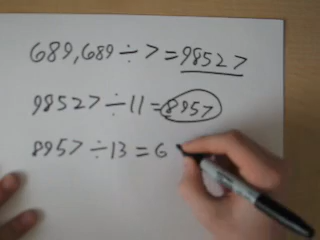 689,689 ÷ 7 = 98527
98527 ÷ 11 = 8957
8957 ÷ 13 = 6